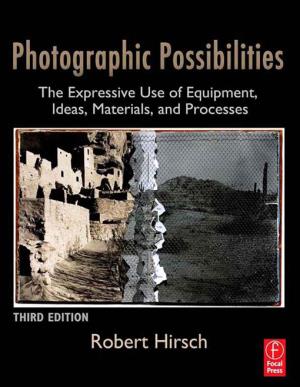 Photographic Possibilities
The Expressive Use of Equipment,
Ideas, Materials, and Processes
THIRD EDITION
Robert Hirsch
Focal
Press